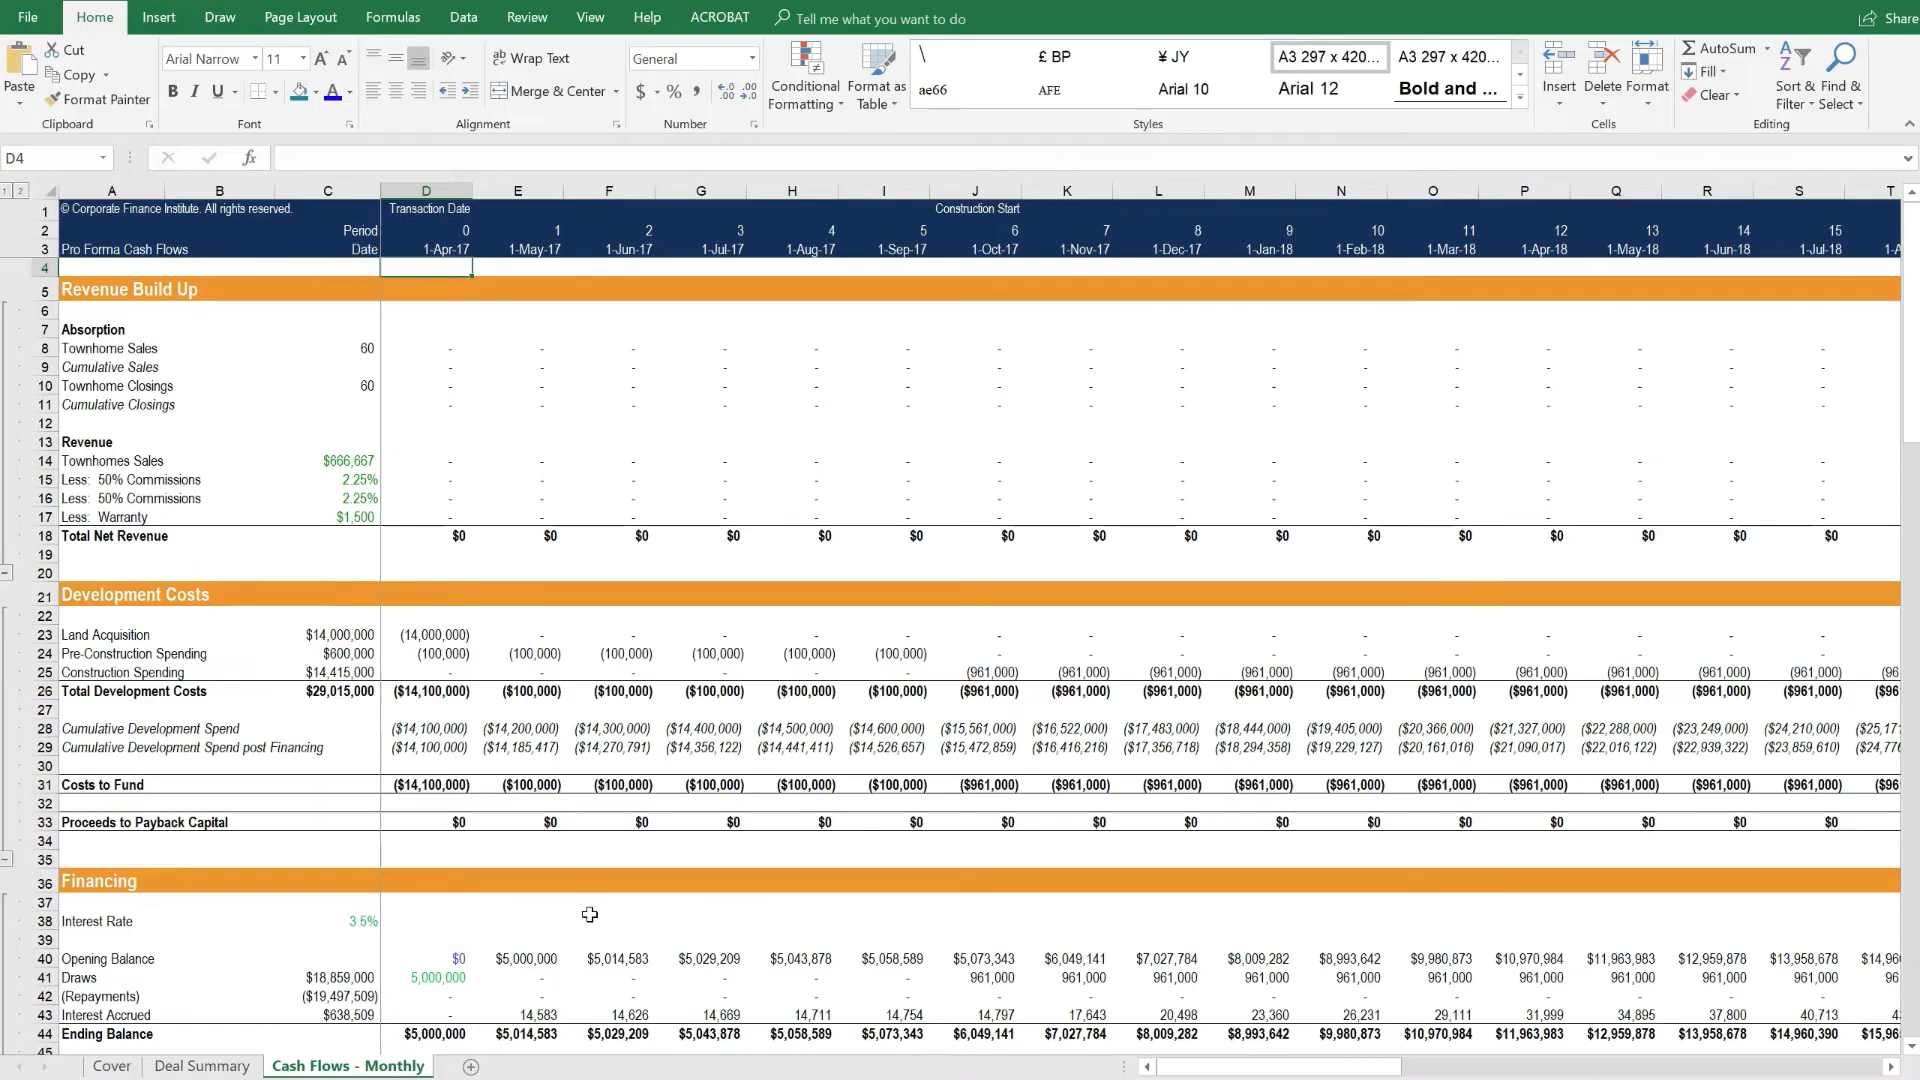 File Home Insert Draw Page Layout Formulas Data Review View Help ACROBAT Tell me what you want to do Share
Paste Cut Copy Format Painter Clipboard
Arial Narrow 11 A A B I U A Font
Wrap Text Merge & Center Alignment
General $ % , Number
Conditional Formatting Format as Table
\ £ BP ¥ JY A3 297 x 420... A3 297 x 420...
ae66 AFE Arial 10 Arial 12 Bold and ...
Styles
Insert Delete Format Cells
AutoSum Fill Clear Sort & Filter Find & Select Editing
D4 fx
1 2 A B C D E F G H I J K L M N O P Q R S T
1 © Corporate Finance Institute. All rights reserved. Transaction Date Construction Start
2 Period 0 1 2 3 4 5 6 7 8 9 10 11 12 13 14 15
3 Pro Forma Cash Flows Date 1-Apr-17 1-May-17 1-Jun-17 1-Jul-17 1-Aug-17 1-Sep-17 1-Oct-17 1-Nov-17 1-Dec-17 1-Jan-18 1-Feb-18 1-Mar-18 1-Apr-18 1-May-18 1-Jun-18 1-Jul-18 1-A
4
5 Revenue Build Up
6
7 Absorption
8 Townhome Sales 60 - - - - - - - - - - - - - - - -
9 Cumulative Sales - - - - - - - - - - - - - - - -
10 Townhome Closings 60 - - - - - - - - - - - - - - - -
11 Cumulative Closings - - - - - - - - - - - - - - - -
12
13 Revenue
14 Townhomes Sales $666,667 - - - - - - - - - - - - - - - -
15 Less: 50% Commissions 2.25% - - - - - - - - - - - - - - - -
16 Less: 50% Commissions 2.25% - - - - - - - - - - - - - - - -
17 Less: Warranty $1,500 - - - - - - - - - - - - - - - -
18 Total Net Revenue $0 $0 $0 $0 $0 $0 $0 $0 $0 $0 $0 $0 $0 $0 $0 $0
19
20
21 Development Costs
22
23 Land Acquisition $14,000,000 (14,000,000) - - - - - - - - - - - - - - -
24 Pre-Construction Spending $600,000 (100,000) (100,000) (100,000) (100,000) (100,000) (100,000) - - - - - - - - - -
25 Construction Spending $14,415,000 - - - - - - (961,000) (961,000) (961,000) (961,000) (961,000) (961,000) (961,000) (961,000) (961,000) (961,000) (96
26 Total Development Costs $29,015,000 ($14,100,000) ($100,000) ($100,000) ($100,000) ($100,000) ($100,000) ($961,000) ($961,000) ($961,000) ($961,000) ($961,000) ($961,000) ($961,000) ($961,000) ($961,000) ($961,000) ($96
27
28 Cumulative Development Spend ($14,100,000) ($14,200,000) ($14,300,000) ($14,400,000) ($14,500,000) ($14,600,000) ($15,561,000) ($16,522,000) ($17,483,000) ($18,444,000) ($19,405,000) ($20,366,000) ($21,327,000) ($22,288,000) ($23,249,000) ($24,210,000) ($25,171
29 Cumulative Development Spend post Financing ($14,100,000) ($14,185,417) ($14,270,791) ($14,356,122) ($14,441,411) ($14,526,657) ($15,472,859) ($16,416,216) ($17,356,718) ($18,294,358) ($19,229,127) ($20,161,016) ($21,090,017) ($22,016,122) ($22,939,322) ($23,859,610) ($24,776
30
31 Costs to Fund ($14,100,000) ($100,000) ($100,000) ($100,000) ($100,000) ($100,000) ($961,000) ($961,000) ($961,000) ($961,000) ($961,000) ($961,000) ($961,000) ($961,000) ($961,000) ($961,000) ($96
32
33 Proceeds to Payback Capital $0 $0 $0 $0 $0 $0 $0 $0 $0 $0 $0 $0 $0 $0 $0 $0
34
35
36 Financing
37
38 Interest Rate 3.5%
39
40 Opening Balance $0 $5,000,000 $5,014,583 $5,029,209 $5,043,878 $5,058,589 $5,073,343 $6,049,141 $7,027,784 $8,009,282 $8,993,642 $9,980,873 $10,970,984 $11,963,983 $12,959,878 $13,958,678 $14,96
41 Draws $18,859,000 5,000,000 - - - - - 961,000 961,000 961,000 961,000 961,000 961,000 961,000 961,000 961,000 961,000 96
42 (Repayments) ($19,497,509) - - - - - - - - - - - - - - - -
43 Interest Accrued $638,509 - 14,583 14,626 14,669 14,711 14,754 14,797 17,643 20,498 23,360 26,231 29,111 31,999 34,895 37,800 40,713 4
44 Ending Balance $5,000,000 $5,014,583 $5,029,209 $5,043,878 $5,058,589 $5,073,343 $6,049,141 $7,027,784 $8,009,282 $8,993,642 $9,980,873 $10,970,984 $11,963,983 $12,959,878 $13,958,678 $14,960,390 $15,96
45
Cover Deal Summary Cash Flows - Monthly